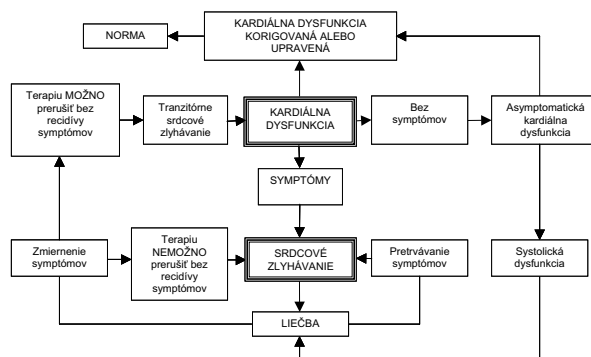 NORMA
KARDIÁLNA DYSFUNKCIA
KORIGOVANÁ ALEBO
UPRAVENÁ
Terapiu MOŽNO
prerušiť bez
recidívy
symptómov
Tranzitórne
srdcové
zlyhávanie
KARDIÁLNA
DYSFUNKCIA
Bez
symptómov
Asymptomatická
kardiálna
dysfunkcia
SYMPTÓMY
Zmiernenie
symptómov
Terapiu
NEMOŽNO
prerušiť bez
recidívy
symptómov
SRDCOVÉ
ZLYHÁVANIE
Pretrvávanie
symptómov
Systolická
dysfunkcia
LIEČBA